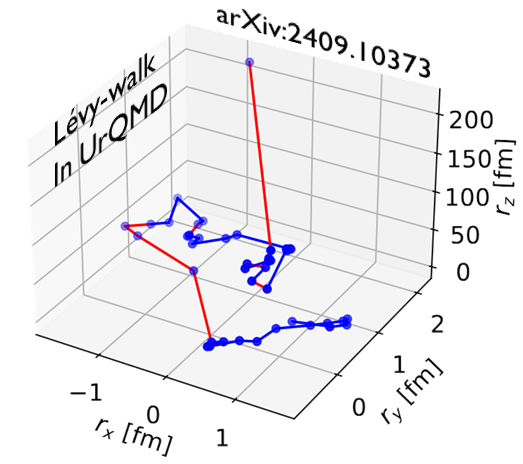 arXiv:2409.10373
Lévy-walk
In UrQMD
200
150
100
50
0
r_z [fm]
2
1
0
r_y [fm]
−1
0
1
r_x [fm]